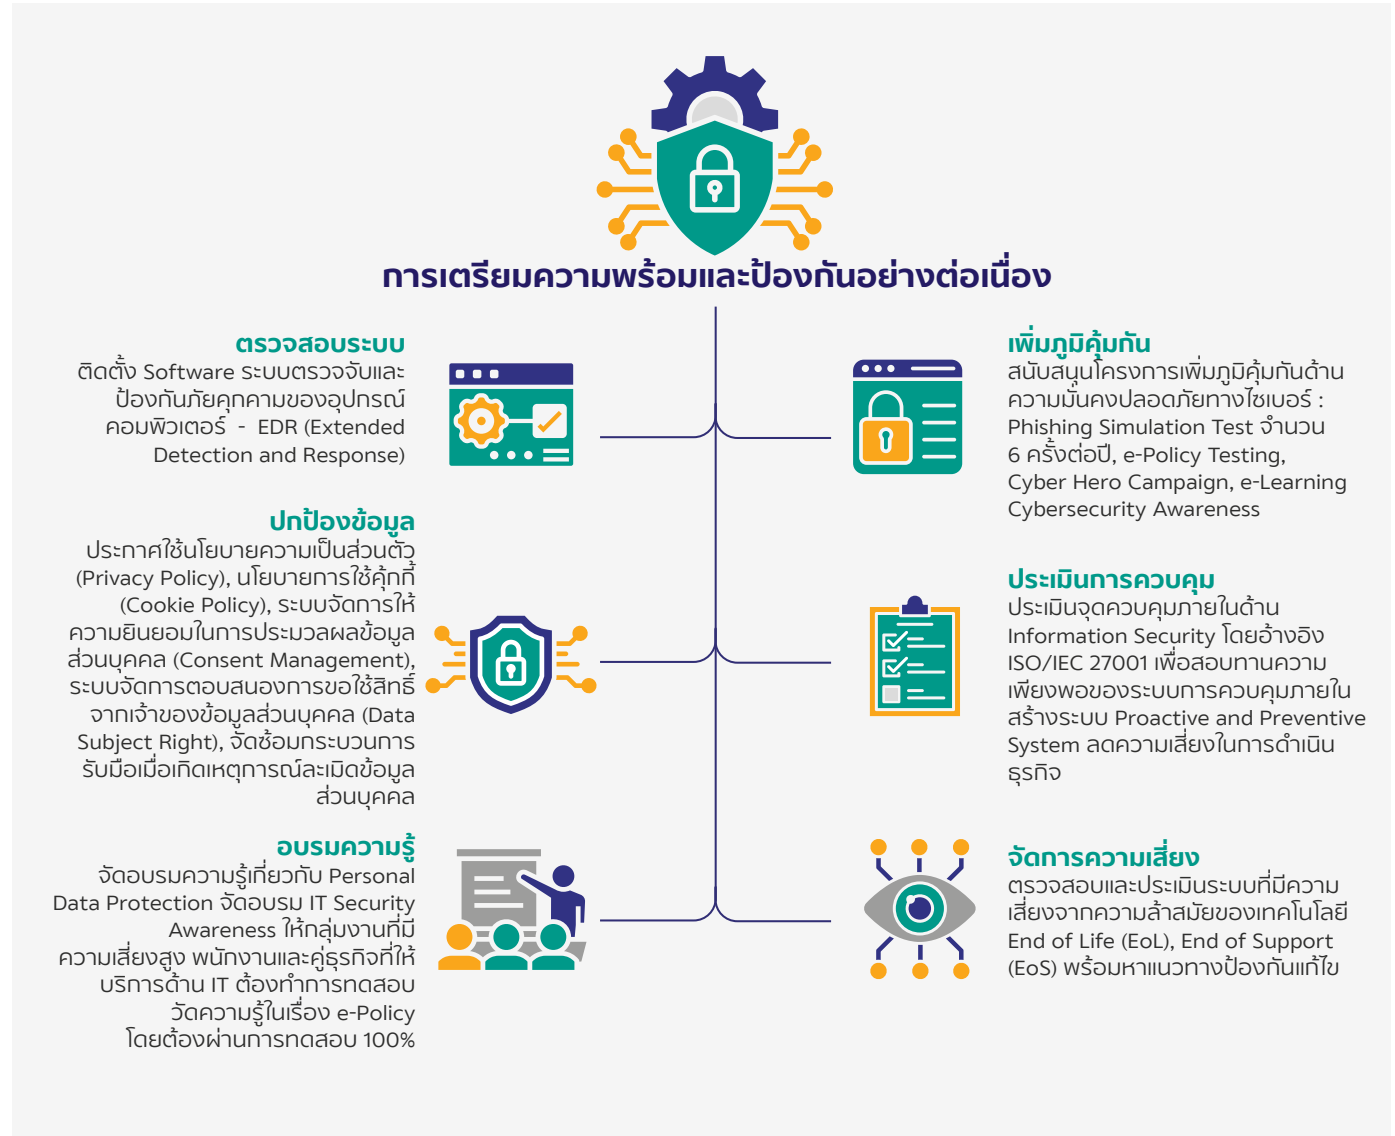 การเตรียมความพร้อมและป้องกันอย่างต่อเนื่อง
ตรวจสอบระบบ
ติดตั้ง Software ระบบตรวจจับและ
ป้องกันภัยคุกคามของอุปกรณ์
คอมพิวเตอร์ - EDR (Extended
Detection and Response)
ปกป้องข้อมูล
ประกาศใช้นโยบายความเป็นส่วนตัว
(Privacy Policy), นโยบายการใช้คุ้กกี้
(Cookie Policy), ระบบจัดการให้
ความยินยอมในการประมวลผลข้อมูล
ส่วนบุคคล (Consent Management),
ระบบจัดการตอบสนองการขอใช้สิทธิ์
จากเจ้าของข้อมูลส่วนบุคคล (Data
Subject Right), จัดซ้อมกระบวนการ
รับมือเมื่อเกิดเหตุการณ์ละเมิดข้อมูล
ส่วนบุคคล
อบรมความรู้
จัดอบรมความรู้เกี่ยวกับ Personal
Data Protection จัดอบรม IT Security
Awareness ให้กลุ่มงานที่มี
ความเสี่ยงสูง พนักงานและคู่ธุรกิจที่ให้
บริการด้าน IT ต้องทำการทดสอบ
วัดความรู้ในเรื่อง e-Policy
โดยต้องผ่านการทดสอบ 100%
เพิ่มภูมิคุ้มกัน
สนับสนุนโครงการเพิ่มภูมิคุ้มกันด้าน
ความมั่นคงปลอดภัยทางไซเบอร์ :
Phishing Simulation Test จำนวน
6 ครั้งต่อปี, e-Policy Testing,
Cyber Hero Campaign, e-Learning
Cybersecurity Awareness
ประเมินการควบคุม
ประเมินจุดควบคุมภายในด้าน
Information Security โดยอ้างอิง
ISO/IEC 27001 เพื่อสอบทานความ
เพียงพอของระบบการควบคุมภายใน
สร้างระบบ Proactive and Preventive
System ลดความเสี่ยงในการดำเนิน
ธุรกิจ
จัดการความเสี่ยง
ตรวจสอบและประเมินระบบที่มีความ
เสี่ยงจากความล้าสมัยของเทคโนโลยี
End of Life (EoL), End of Support
(EoS) พร้อมหาแนวทางป้องกันแก้ไข